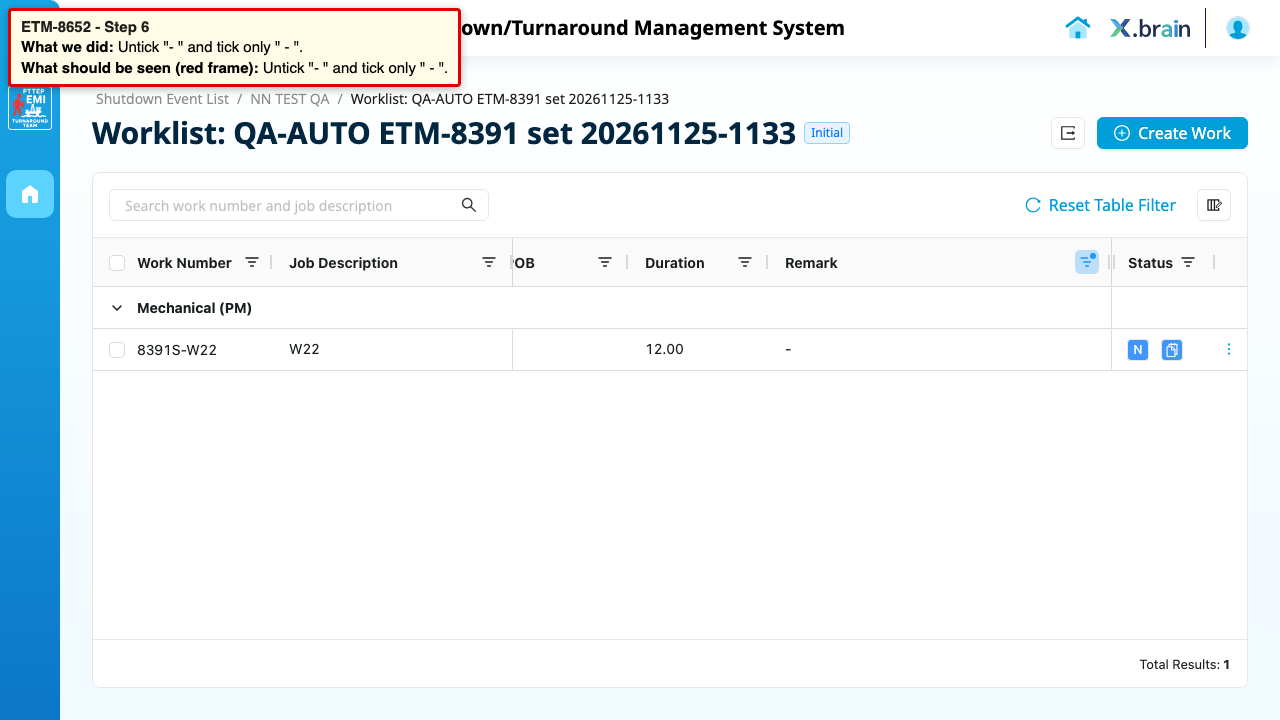 ETM-8652 - Step 6
What we did: Untick "- " and tick only " - ".
What should be seen (red frame): Untick "- " and tick only " - ".
own/Turnaround Management System
X.brain
PTTEP
EMI
TURNAROUND
TEAM
Shutdown Event List / NN TEST QA / Worklist: QA-AUTO ETM-8391 set 20261125-1133
Worklist: QA-AUTO ETM-8391 set 20261125-1133 Initial
Create Work
Search work number and job description
Reset Table Filter
Work Number Job Description OB Duration Remark Status
Mechanical (PM)
8391S-W22 W22 12.00 - N
Total Results: 1